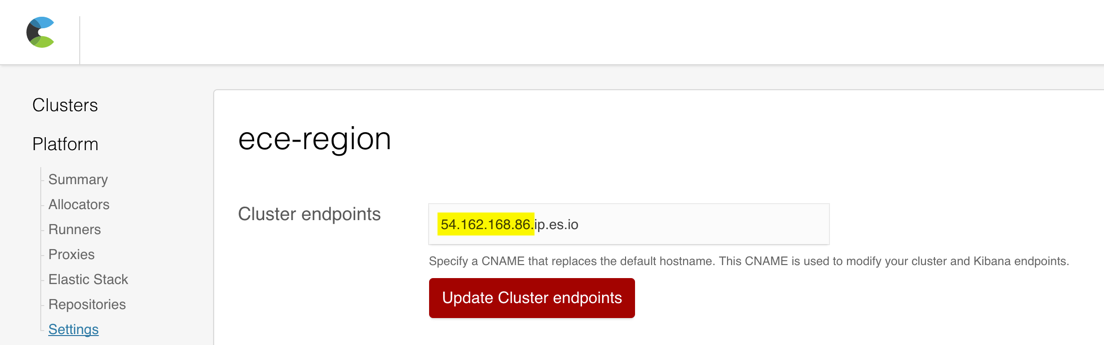 Clusters
Platform
Summary
Allocators
Runners
Proxies
Elastic Stack
Repositories
Settings
ece-region
Cluster endpoints
54.162.168.86.ip.es.io
Specify a CNAME that replaces the default hostname. This CNAME is used to modify your cluster and Kibana endpoints.
Update Cluster endpoints